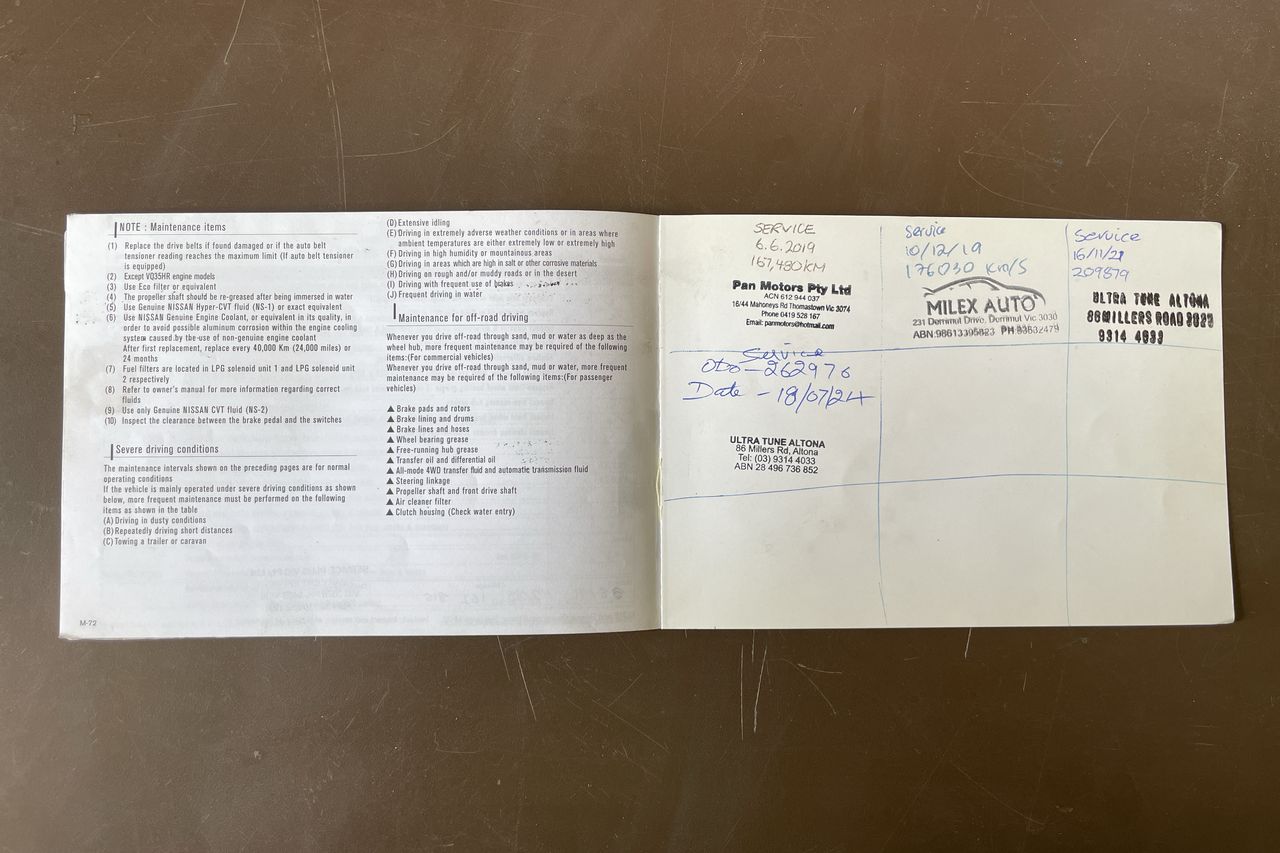 NOTE : Maintenance items
(1) Replace the drive belts if found damaged or if the auto belt
tensioner reading reaches the maximum limit (If auto belt tensioner
is equipped)
(2) Except VQ35HR engine models
(3) Use Eco filter or equivalent
(4) The propeller shaft should be re-greased after being immersed in water
(5) Use Genuine NISSAN Hyper-CVT fluid (NS-1) or exact equivalent
(6) Use NISSAN Genuine Engine Coolant, or equivalent in its quality, in
order to avoid possible aluminum corrosion within the engine cooling
system caused by the use of non-genuine engine coolant
After first replacement, replace every 40,000 Km (24,000 miles) or
24 months
(7) Fuel filters are located in LPG solenoid unit 1 and LPG solenoid unit
2 respectively
(8) Refer to owner's manual for more information regarding correct
fluids
(9) Use only Genuine NISSAN CVT fluid (NS-2)
(10) Inspect the clearance between the brake pedal and the switches
Severe driving conditions
The maintenance intervals shown on the preceding pages are for normal
operating conditions
If the vehicle is mainly operated under severe driving conditions as shown
below, more frequent maintenance must be performed on the following
items as shown in the table
(A) Driving in dusty conditions
(B) Repeatedly driving short distances
(C) Towing a trailer or caravan
M-72
(D) Extensive idling
(E) Driving in extremely adverse weather conditions or in areas where
ambient temperatures are either extremely low or extremely high
(F) Driving in high humidity or mountainous areas
(G) Driving in areas which are high in salt or other corrosive materials
(H) Driving on rough and/or muddy roads or in the desert
(I) Driving with frequent use of brakes
(J) Frequent driving in water
Maintenance for off-road driving
Whenever you drive off-road through sand, mud or water as deep as the
wheel hub, more frequent maintenance may be required of the following
items:(For commercial vehicles)
Whenever you drive off-road through sand, mud or water, more frequent
maintenance may be required of the following items:(For passenger
vehicles)
▲ Brake pads and rotors
▲ Brake lining and drums
▲ Brake lines and hoses
▲ Wheel bearing grease
▲ Free-running hub grease
▲ Transfer oil and differential oil
▲ All-mode 4WD transfer fluid and automatic transmission fluid
▲ Steering linkage
▲ Propeller shaft and front drive shaft
▲ Air cleaner filter
▲ Clutch housing (Check water entry)
SERVICE
6.6.2019
167,480KM
Pan Motors Pty Ltd
ACN 612 944 037
16/44 Mahoneys Rd Thomastown Vic 3074
Phone 0419 528 167
Email: panmotors@hotmail.com
Service
10/12/19
176030 Km/S
MILEX AUTO
231 Derrimut Drive, Derrimut Vic 3030
ABN:98613395823 PH:93632479
Service
16/11/21
209879
ULTRA TUNE ALTONA
86 MILLERS ROAD 3025
9314 4033
Service
Odo - 262976
Date - 18/07/24
ULTRA TUNE ALTONA
86 Millers Rd, Altona
Tel: (03) 9314 4033
ABN 28 496 736 852